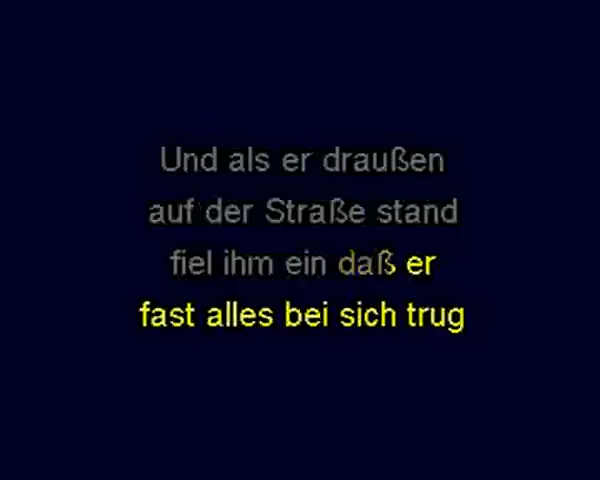 Und als er draußen
auf der Straße stand
fiel ihm ein daß er
fast alles bei sich trug